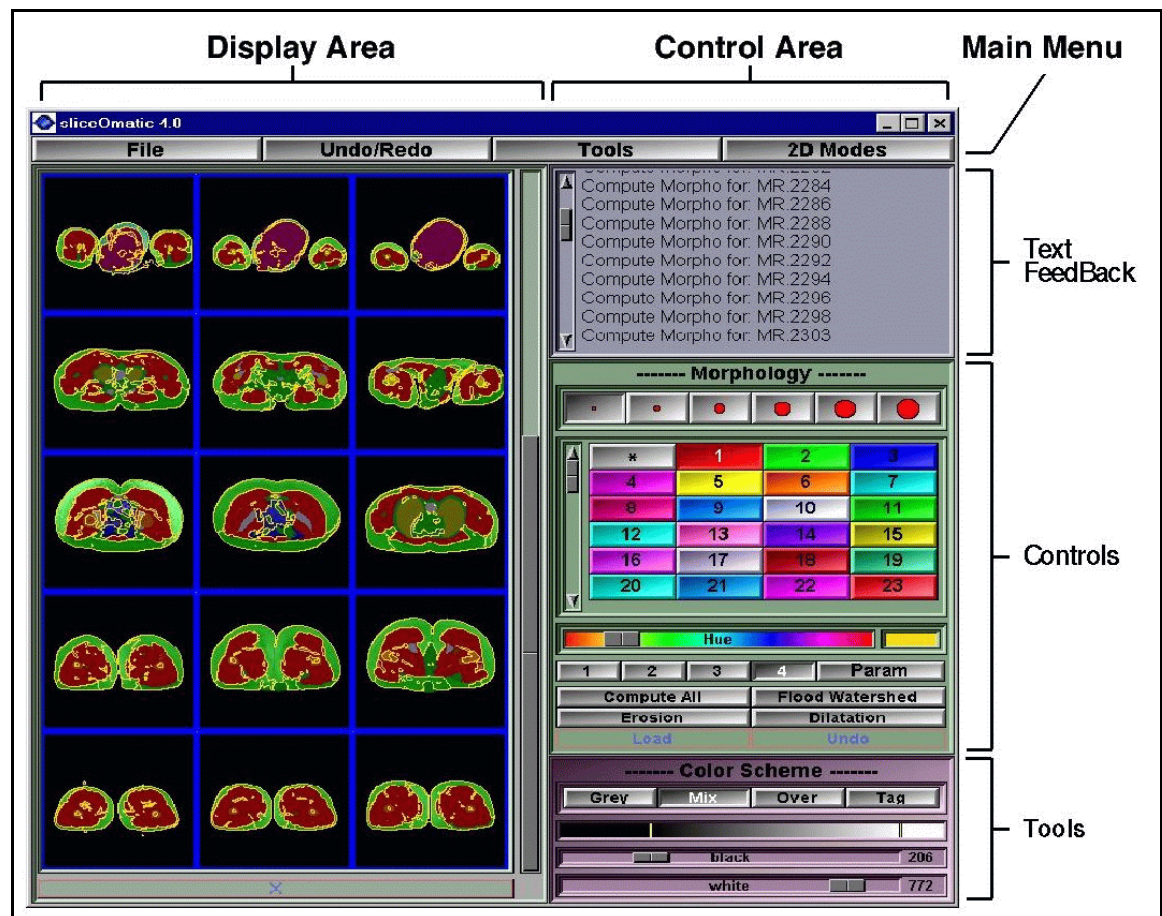 Display Area
Control Area
Main Menu
sliceOmatic 4.0
File
Undo/Redo
Tools
2D Modes
Compute Morpho for: MR.2284
Compute Morpho for: MR.2286
Compute Morpho for: MR.2288
Compute Morpho for: MR.2290
Compute Morpho for: MR.2292
Compute Morpho for: MR.2294
Compute Morpho for: MR.2296
Compute Morpho for: MR.2298
Compute Morpho for: MR.2303
Text
FeedBack
------- Morphology -------
* 1 2 3
4 5 6 7
8 9 10 11
12 13 14 15
16 17 18 19
20 21 22 23
Controls
Hue
1 2 3 4 Param
Compute All
Flood Watershed
Erosion
Dilatation
Load
Undo
------- Color Scheme -------
Grey
Mix
Over
Tag
Tools
black 206
white 772
X